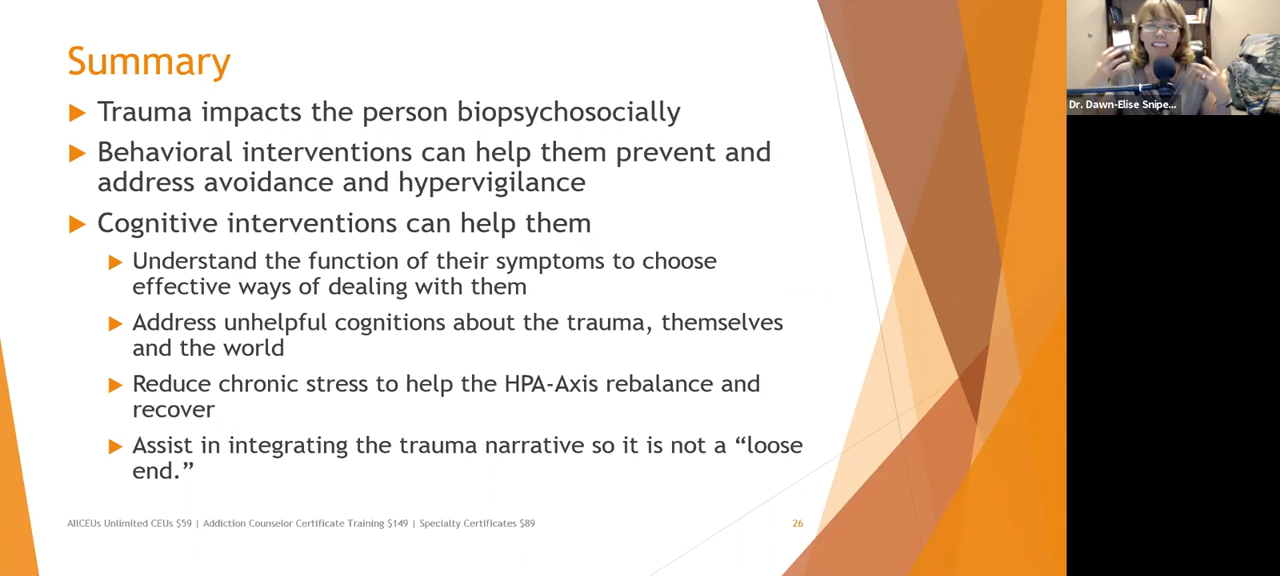 Summary
Trauma impacts the person biopsychosocially
Behavioral interventions can help them prevent and
address avoidance and hypervigilance
Cognitive interventions can help them
Understand the function of their symptoms to choose
effective ways of dealing with them
Address unhelpful cognitions about the trauma, themselves
and the world
Reduce chronic stress to help the HPA-Axis rebalance and
recover
Assist in integrating the trauma narrative so it is not a “loose
end.”
AllCEUs Unlimited CEUs $59 | Addiction Counselor Certificate Training $149 | Specialty Certificates $89
26
Dr. Dawn-Elise Snipe...